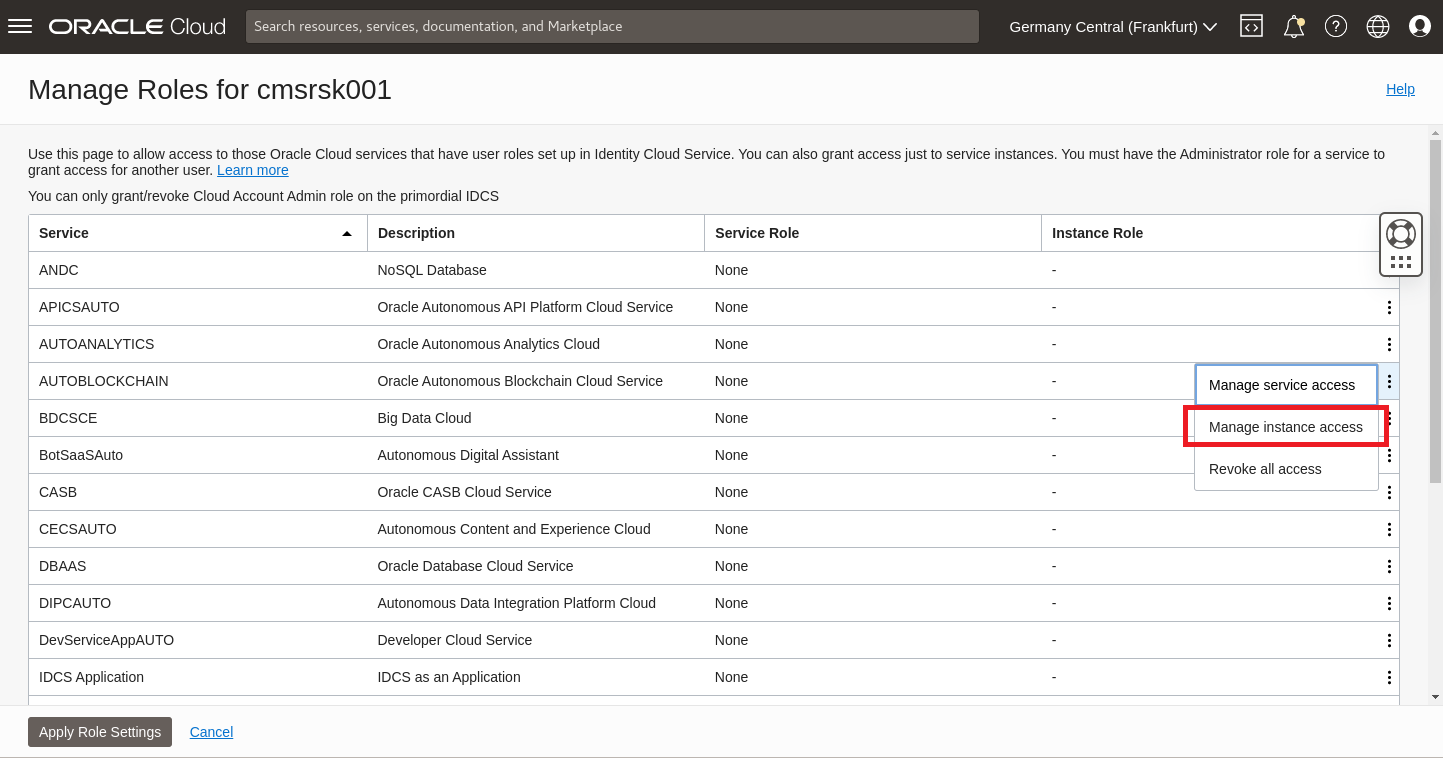 ORACLE Cloud
Search resources, services, documentation, and Marketplace
Germany Central (Frankfurt)
Manage Roles for cmsrsk001
Help
Use this page to allow access to those Oracle Cloud services that have user roles set up in Identity Cloud Service. You can also grant access just to service instances. You must have the Administrator role for a service to
grant access for another user. Learn more
You can only grant/revoke Cloud Account Admin role on the primordial IDCS
Service Description Service Role Instance Role
ANDC NoSQL Database None -
APICSAUTO Oracle Autonomous API Platform Cloud Service None -
AUTOANALYTICS Oracle Autonomous Analytics Cloud None -
AUTOBLOCKCHAIN Oracle Autonomous Blockchain Cloud Service None - Manage service access
BDCSCE Big Data Cloud None - Manage instance access
BotSaaSAuto Autonomous Digital Assistant None - Revoke all access
CASB Oracle CASB Cloud Service None -
CECSAUTO Autonomous Content and Experience Cloud None -
DBAAS Oracle Database Cloud Service None -
DIPCAUTO Autonomous Data Integration Platform Cloud None -
DevServiceAppAUTO Developer Cloud Service None -
IDCS Application IDCS as an Application None -
Apply Role Settings Cancel